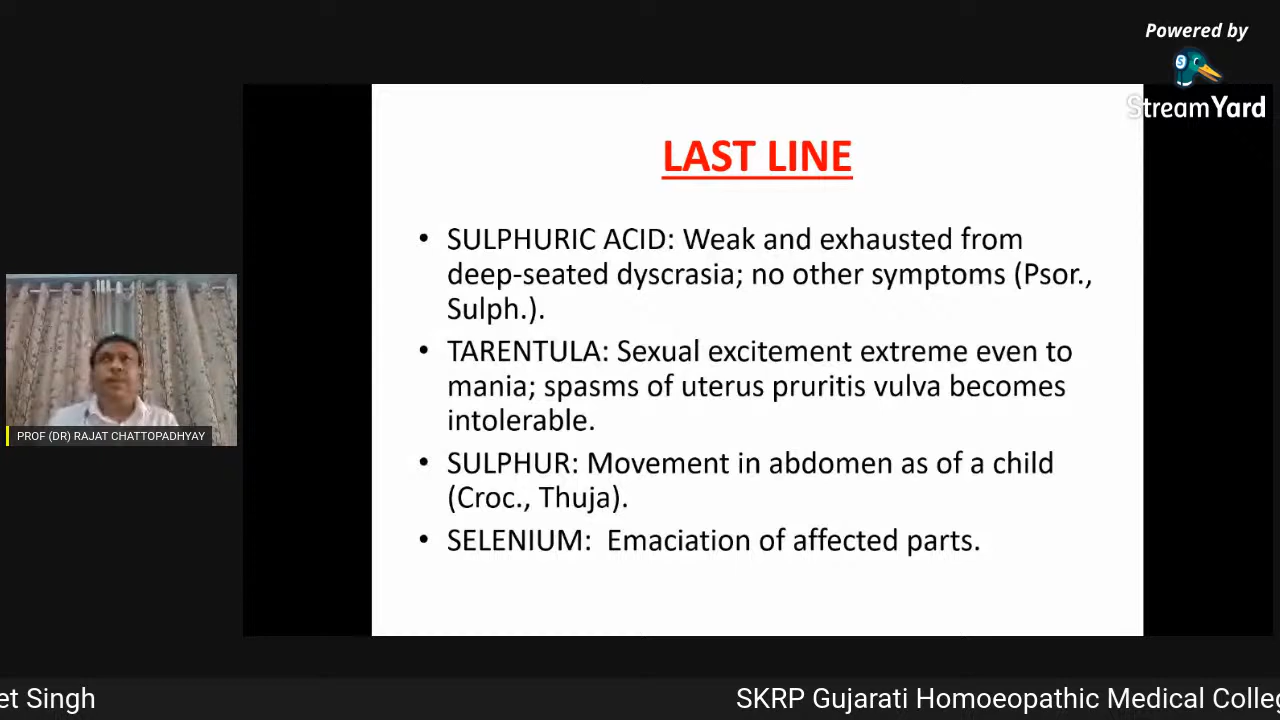 Powered by
StreamYard
LAST LINE
• SULPHURIC ACID: Weak and exhausted from
deep-seated dyscrasia; no other symptoms (Psor.,
Sulph.).
• TARENTULA: Sexual excitement extreme even to
mania; spasms of uterus pruritis vulva becomes
intolerable.
• SULPHUR: Movement in abdomen as of a child
(Croc., Thuja).
• SELENIUM: Emaciation of affected parts.
PROF (DR) RAJAT CHATTOPADHYAY
et Singh
SKRP Gujarati Homoeopathic Medical Colleg